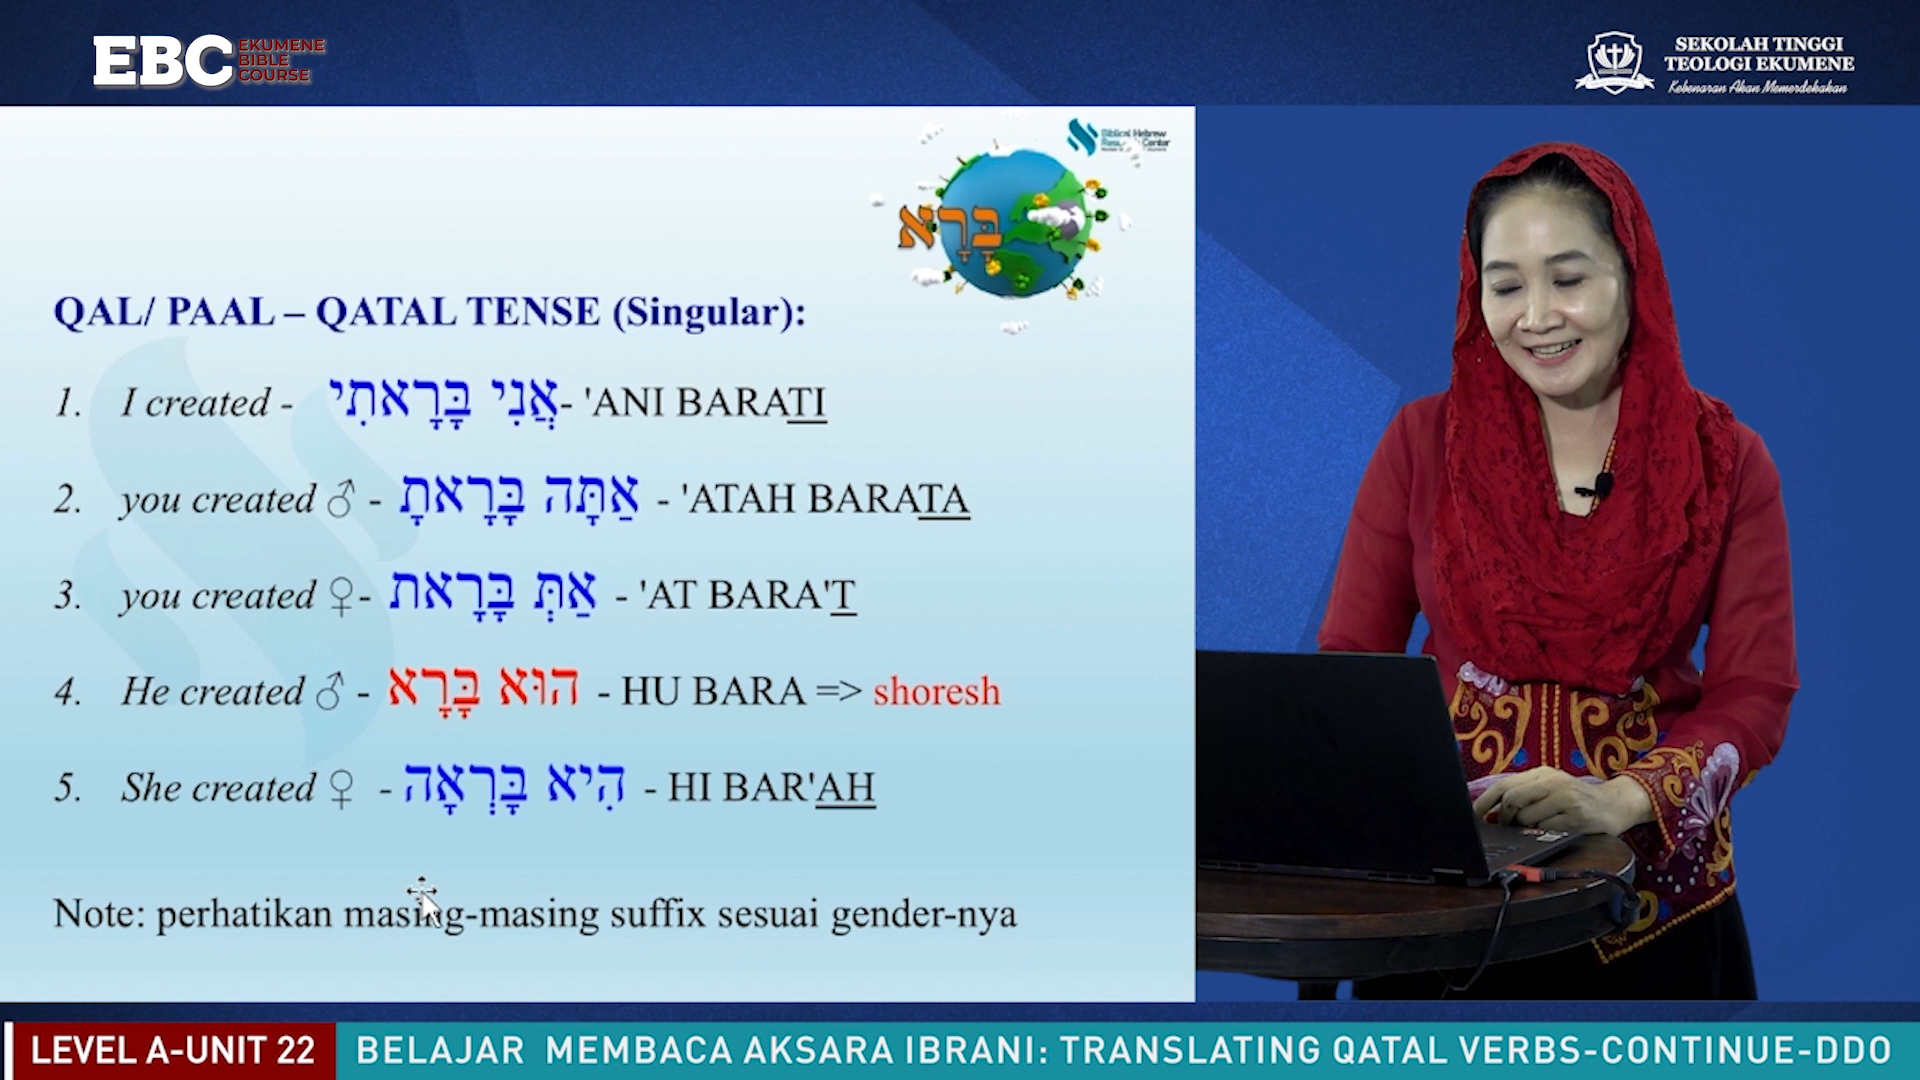 EBC EKUMENE
BIBLE
COURSE
SEKOLAH TINGGI
TEOLOGI EKUMENE
Kebenaran Akan Memerdekakan
Biblical Hebrew
Center
בָּרָא
QAL/ PAAL – QATAL TENSE (Singular):
1. I created - אֲנִי בָּרָאתִי- 'ANI BARATI
2. you created ♂ - אַתָּה בָּרָאתָ - 'ATAH BARATA
3. you created ♀- אַתְּ בָּרָאת - 'AT BARA'T
4. He created ♂ - הוּא בָּרָא - HU BARA => shoresh
5. She created ♀ - הִיא בָּרְאָה - HI BAR'AH
Note: perhatikan masing-masing suffix sesuai gender-nya
LEVEL A-UNIT 22 BELAJAR MEMBACA AKSARA IBRANI: TRANSLATING QATAL VERBS-CONTINUE-DDO